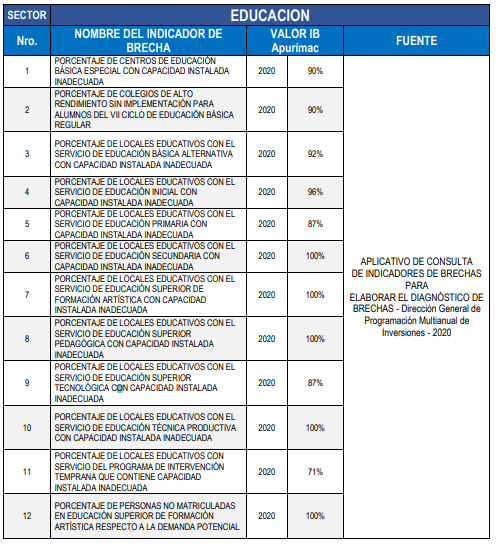 SECTOR EDUCACION
Nro. NOMBRE DEL INDICADOR DE BRECHA VALOR IB Apurímac FUENTE
1 PORCENTAJE DE CENTROS DE EDUCACIÓN
BÁSICA ESPECIAL CON CAPACIDAD INSTALADA
INADECUADA 2020 90%
2 PORCENTAJE DE COLEGIOS DE ALTO
RENDIMIENTO SIN IMPLEMENTACIÓN PARA
ALUMNOS DEL VII CICLO DE EDUCACIÓN BÁSICA
REGULAR 2020 90%
3 PORCENTAJE DE LOCALES EDUCATIVOS CON EL
SERVICIO DE EDUCACIÓN BÁSICA ALTERNATIVA
CON CAPACIDAD INSTALADA INADECUADA 2020 92%
4 PORCENTAJE DE LOCALES EDUCATIVOS CON EL
SERVICIO DE EDUCACIÓN INICIAL CON
CAPACIDAD INSTALADA INADECUADA 2020 96%
5 PORCENTAJE DE LOCALES EDUCATIVOS CON EL
SERVICIO DE EDUCACIÓN PRIMARIA CON
CAPACIDAD INSTALADA INADECUADA 2020 87%
6 PORCENTAJE DE LOCALES EDUCATIVOS CON EL
SERVICIO DE EDUCACIÓN SECUNDARIA CON
CAPACIDAD INSTALADA INADECUADA 2020 100%
7 PORCENTAJE DE LOCALES EDUCATIVOS CON EL
SERVICIO DE EDUCACIÓN SUPERIOR DE
FORMACIÓN ARTÍSTICA CON CAPACIDAD
INSTALADA INADECUADA 2020 100%
8 PORCENTAJE DE LOCALES EDUCATIVOS CON EL
SERVICIO DE EDUCACIÓN SUPERIOR
PEDAGÓGICA CON CAPACIDAD INSTALADA
INADECUADA 2020 100%
9 PORCENTAJE DE LOCALES EDUCATIVOS CON EL
SERVICIO DE EDUCACIÓN SUPERIOR
TECNOLÓGICA CON CAPACIDAD INSTALADA
INADECUADA 2020 87%
10 PORCENTAJE DE LOCALES EDUCATIVOS CON EL
SERVICIO DE EDUCACIÓN TÉCNICA PRODUCTIVA
CON CAPACIDAD INSTALADA INADECUADA 2020 100%
11 PORCENTAJE DE LOCALES EDUCATIVOS CON
SERVICIO DEL PROGRAMA DE INTERVENCIÓN
TEMPRANA QUE CONTIENE CAPACIDAD
INSTALADA INADECUADA 2020 71%
12 PORCENTAJE DE PERSONAS NO MATRICULADAS
EN EDUCACIÓN SUPERIOR DE FORMACIÓN
ARTÍSTICA RESPECTO A LA DEMANDA POTENCIAL 2020 100%
APLICATIVO DE CONSULTA
DE INDICADORES DE BRECHAS
PARA
ELABORAR EL DIAGNÓSTICO DE
BRECHAS - Dirección General de
Programación Multianual de
Inversiones - 2020